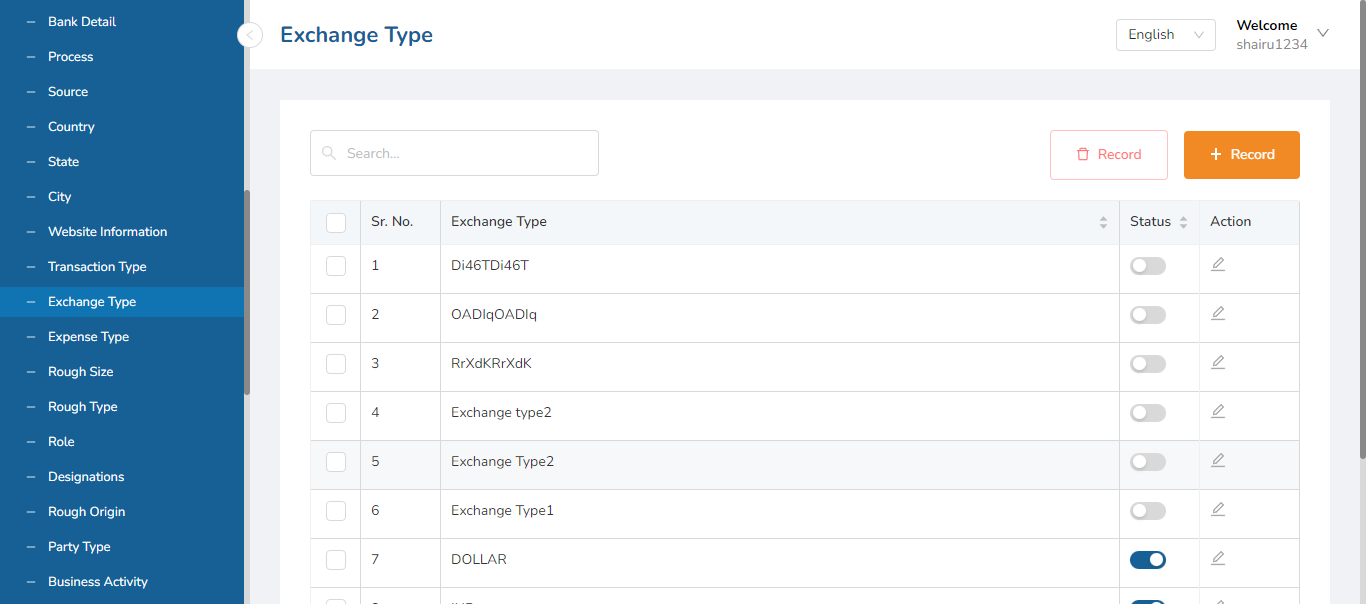 Bank Detail
Process
Source
Country
State
City
Website Information
Transaction Type
Exchange Type
Expense Type
Rough Size
Rough Type
Role
Designations
Rough Origin
Party Type
Business Activity
Exchange Type
English
Welcome
shairu1234
Search...
Record
+ Record
Sr. No. Exchange Type Status Action
1 Di46TDi46T
2 OADIqOADIq
3 RrXdKRrXdK
4 Exchange type2
5 Exchange Type2
6 Exchange Type1
7 DOLLAR